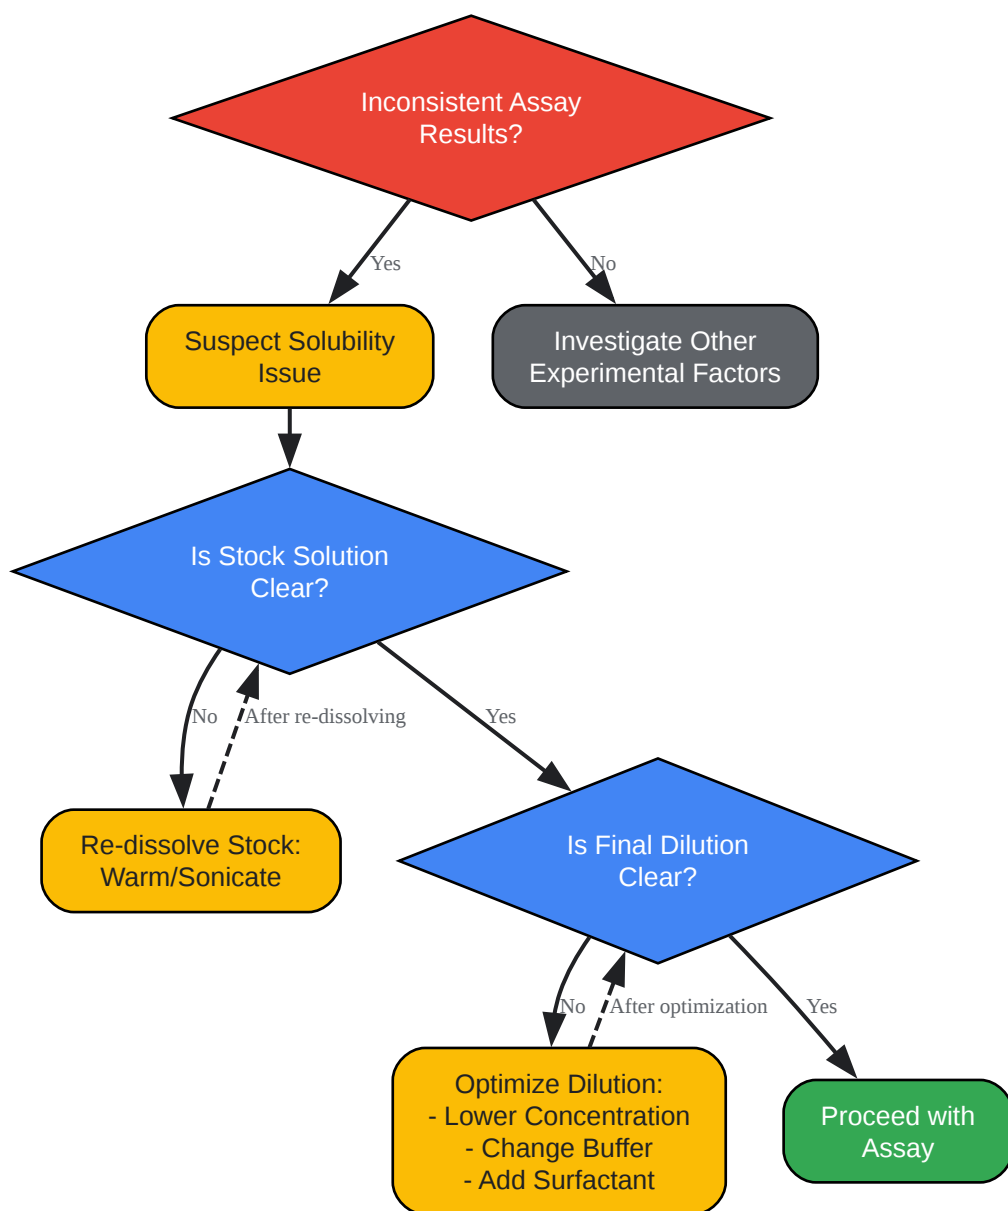 Inconsistent Assay
Results?
Yes
No
Suspect Solubility
Issue
Investigate Other
Experimental Factors
Is Stock Solution
Clear?
No
After re-dissolving
Yes
Re-dissolve Stock:
Warm/Sonicate
Is Final Dilution
Clear?
No
After optimization
Yes
Optimize Dilution:
- Lower Concentration
- Change Buffer
- Add Surfactant
Proceed with
Assay